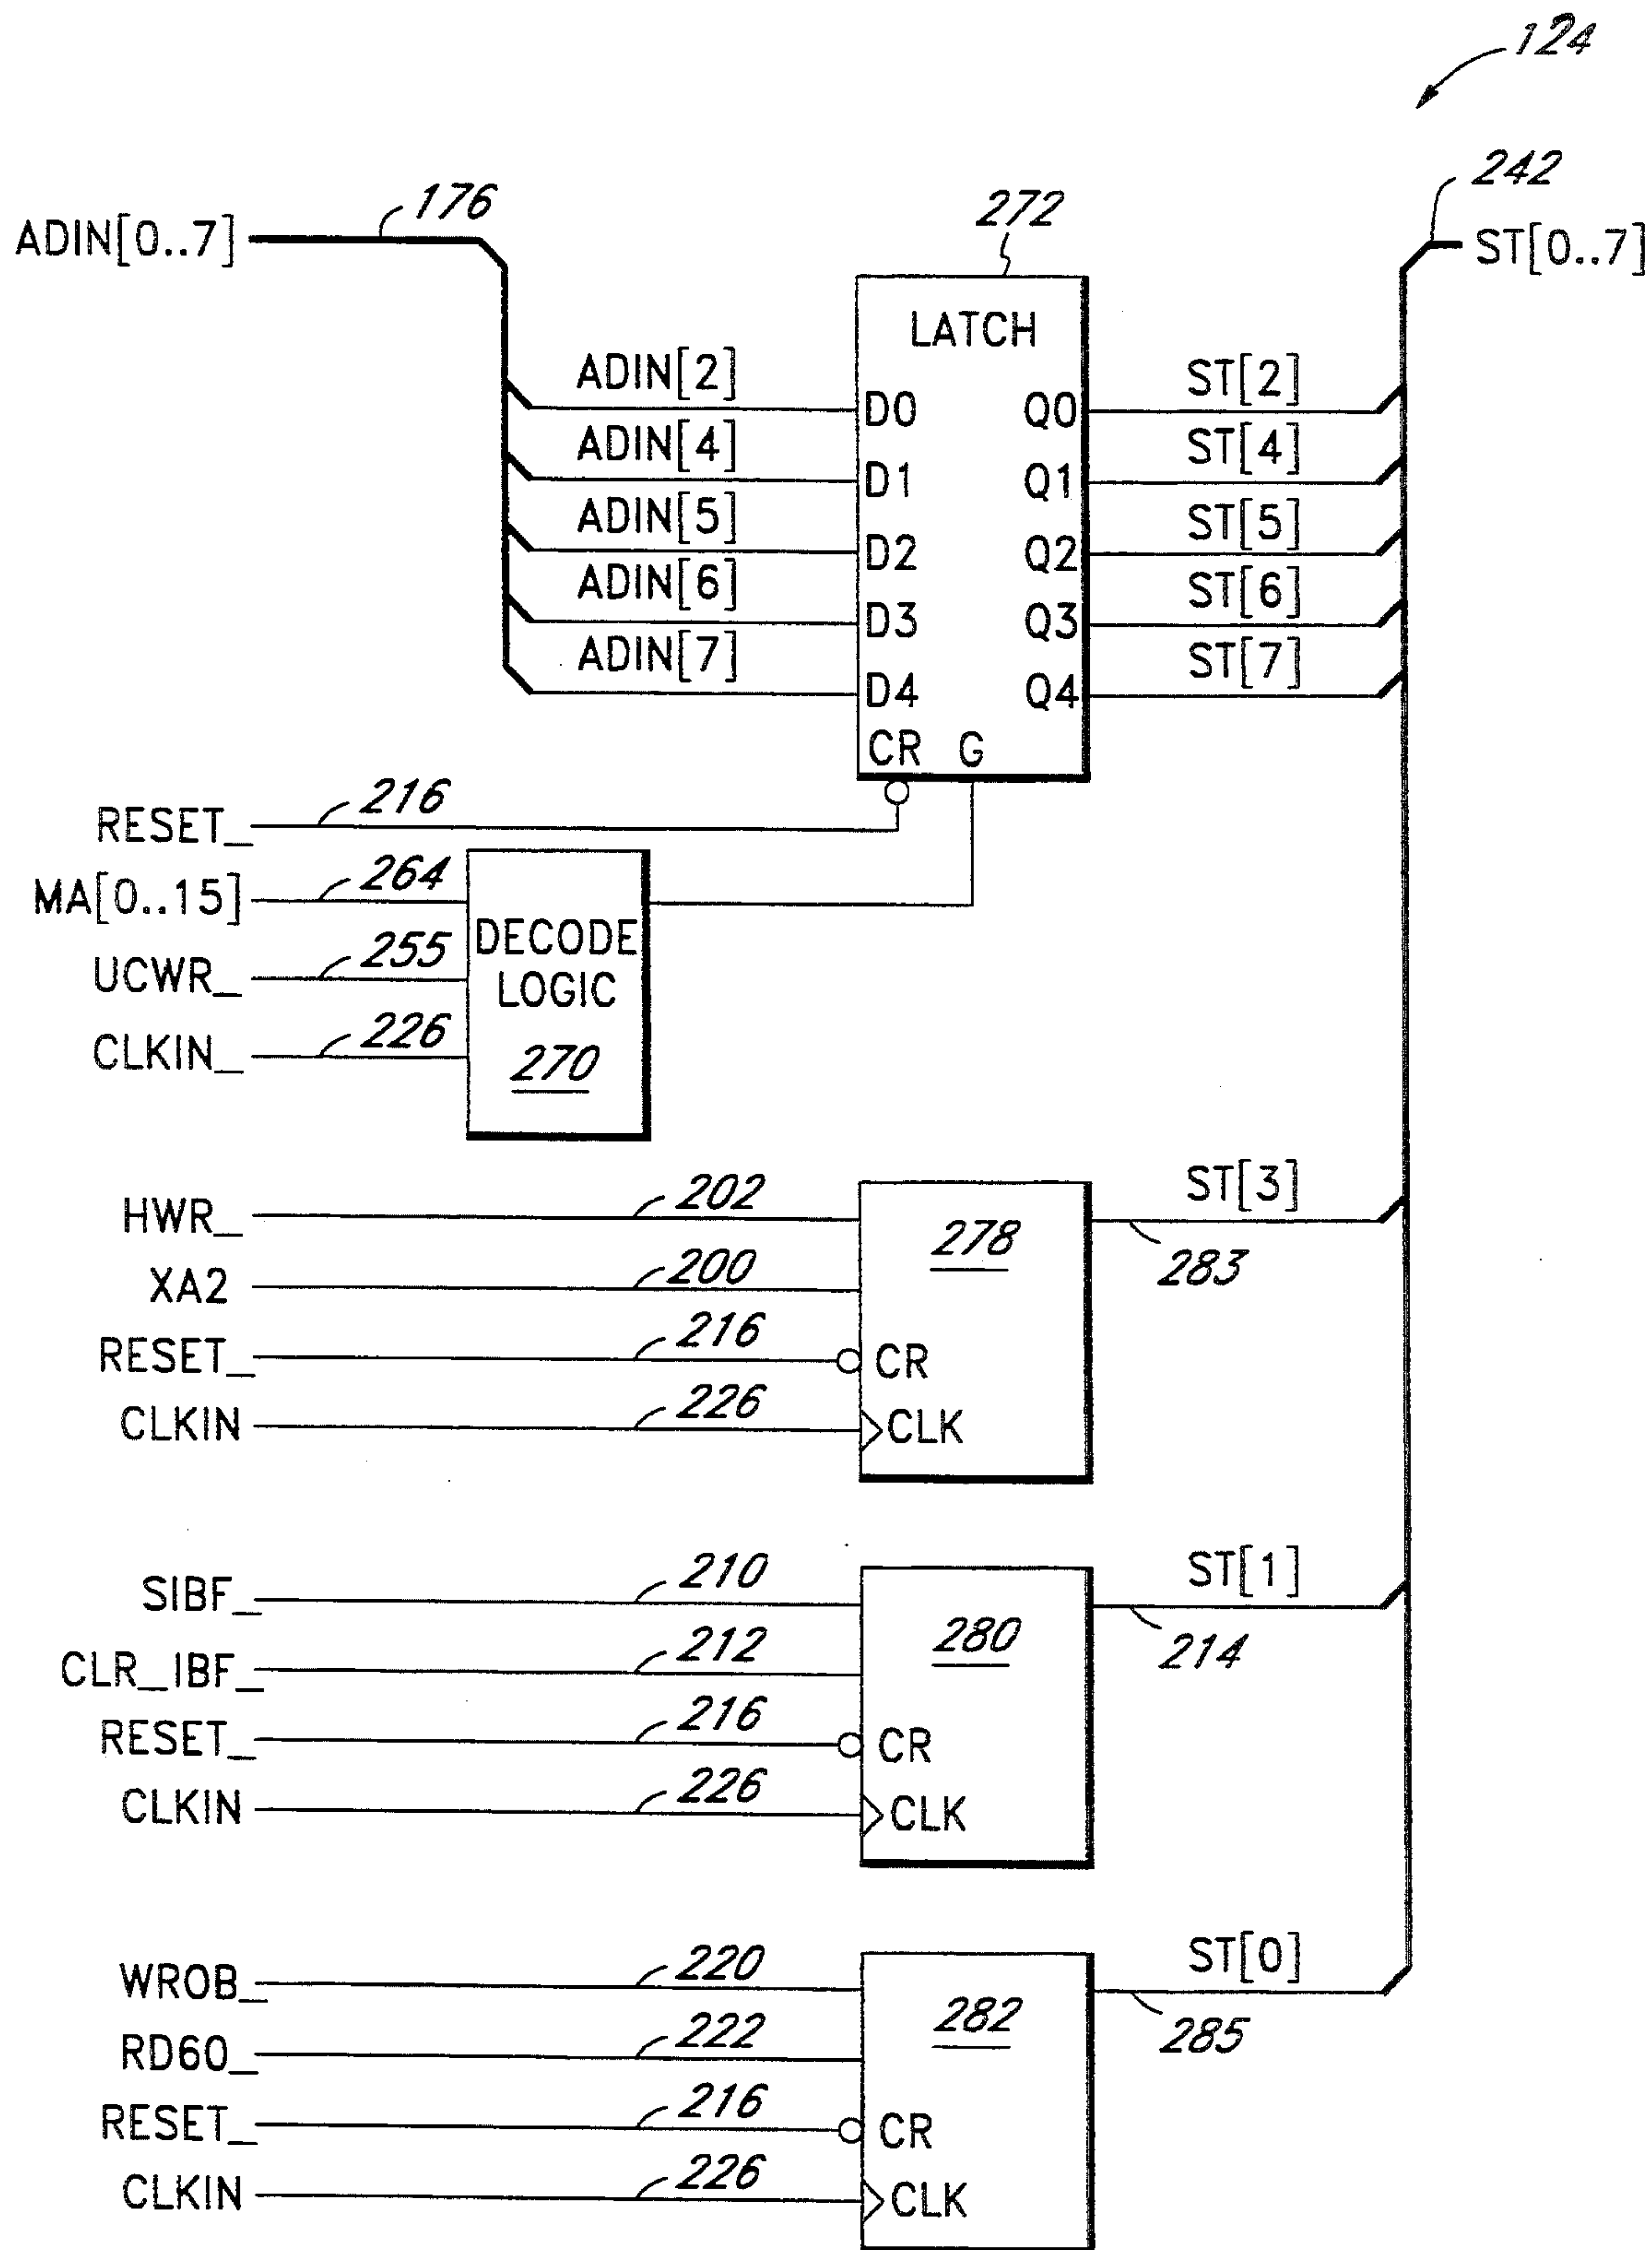 124
242
ADIN[0..7]
176
272
ST[0..7]
LATCH
ADIN[2]
D0
Q0
ST[2]
ADIN[4]
D1
Q1
ST[4]
ADIN[5]
D2
Q2
ST[5]
ADIN[6]
D3
Q3
ST[6]
ADIN[7]
D4
Q4
ST[7]
CR G
RESET_
216
MA[0..15]
264
UCWR_
255
CLKIN_
226
DECODE
LOGIC
270
HWR_
202
278
ST[3]
283
XA2
200
RESET_
216
CR
CLKIN
226
CLK
SIBF_
210
280
ST[1]
214
CLR_IBF_
212
RESET_
216
CR
CLKIN
226
CLK
WROB_
220
282
ST[0]
285
RD60_
222
RESET_
216
CR
CLKIN
226
CLK